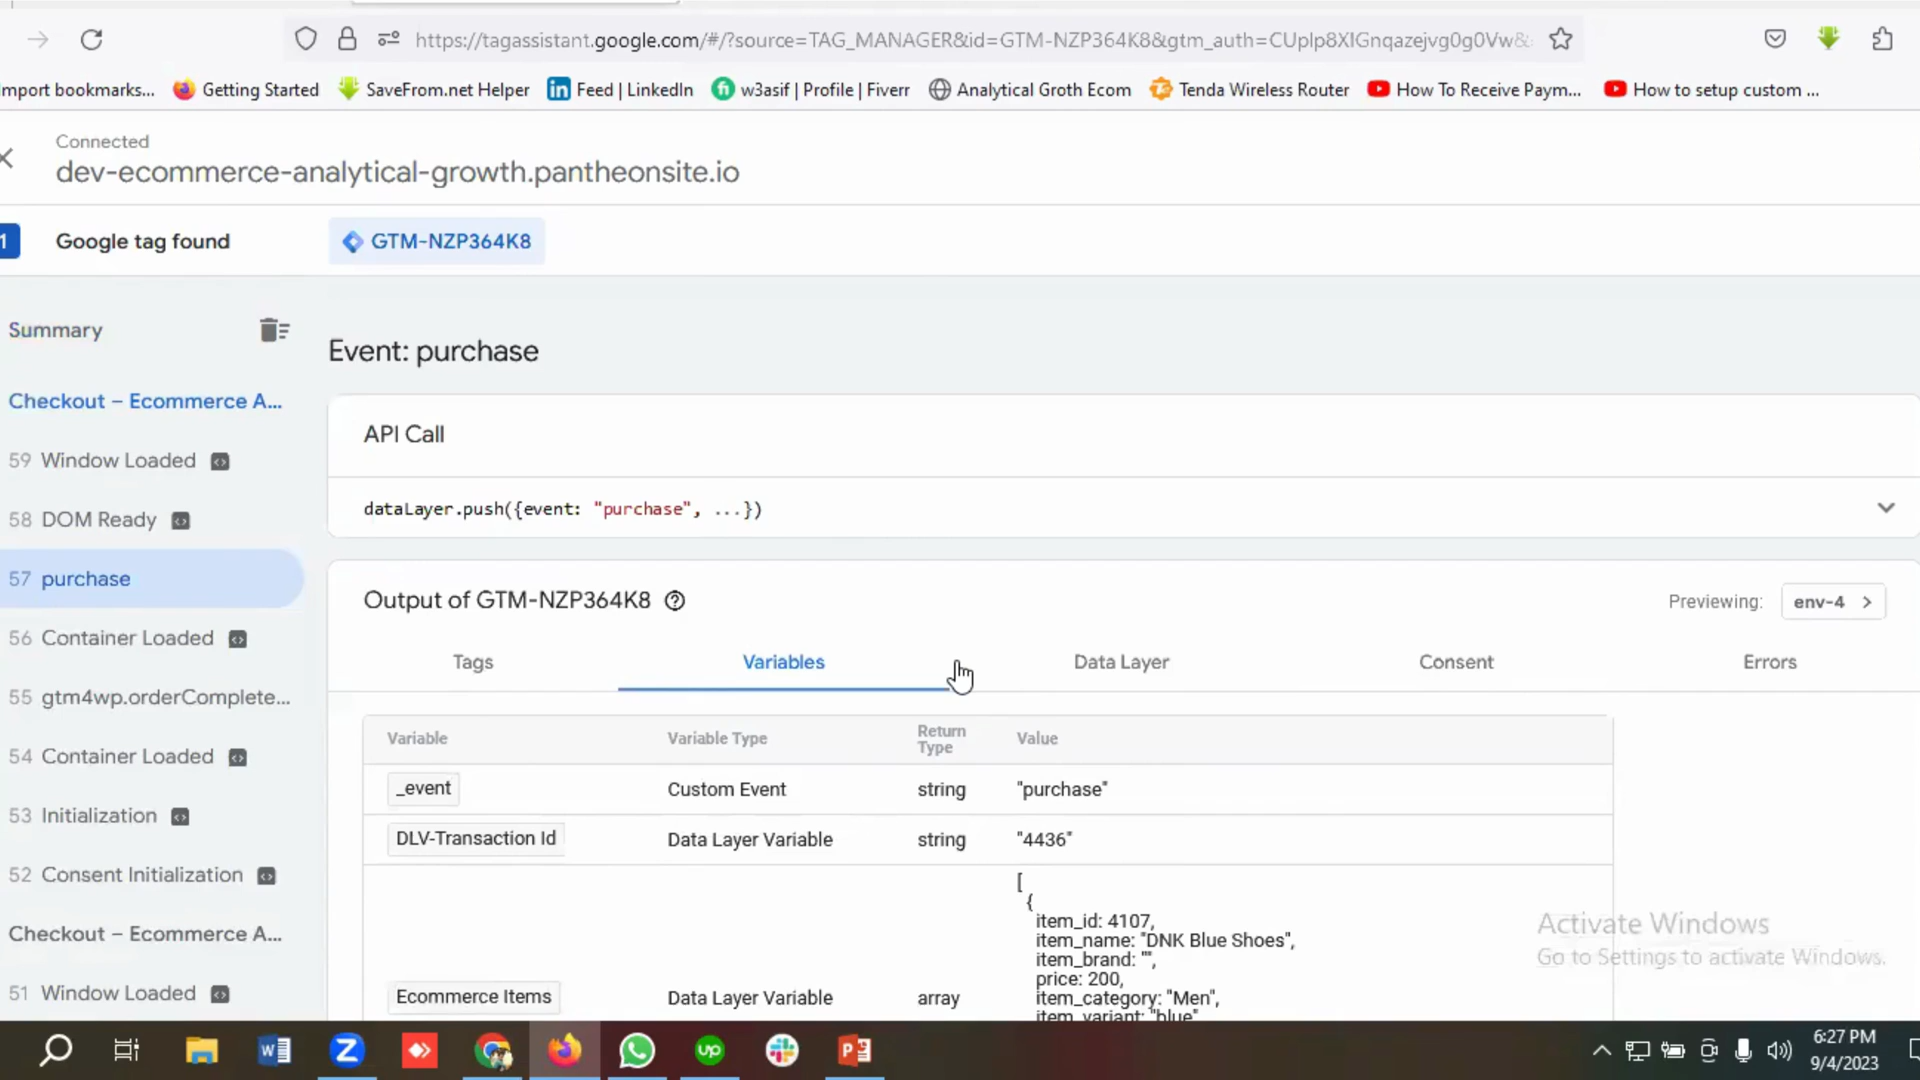 https://tagassistant.google.com/#/?source=TAG_MANAGER&id=GTM-NZP364K8&gtm_auth=CUplp8XIGnqazejvg0g0Vw&
mport bookmarks...
Getting Started
SaveFrom.net Helper
Feed | LinkedIn
w3asif | Profile | Fiverr
Analytical Groth Ecom
Tenda Wireless Router
How To Receive Paym...
How to setup custom ...
Connected
dev-ecommerce-analytical-growth.pantheonsite.io
1
Google tag found
GTM-NZP364K8
Summary
Checkout – Ecommerce A...
59 Window Loaded
58 DOM Ready
57 purchase
56 Container Loaded
55 gtm4wp.orderComplete...
54 Container Loaded
53 Initialization
52 Consent Initialization
Checkout – Ecommerce A...
51 Window Loaded
Event: purchase
API Call
dataLayer.push({event: "purchase", ...})
Output of GTM-NZP364K8
Previewing: env-4
Tags
Variables
Data Layer
Consent
Errors
Variable
Variable Type
Return Type
Value
_event
Custom Event
string
"purchase"
DLV-Transaction Id
Data Layer Variable
string
"4436"
Ecommerce Items
Data Layer Variable
array
[
{
item_id: 4107,
item_name: "DNK Blue Shoes",
item_brand: "",
price: 200,
item_category: "Men",
item_variant: "blue"
Activate Windows
Go to Settings to activate Windows.
6:27 PM
9/4/2023